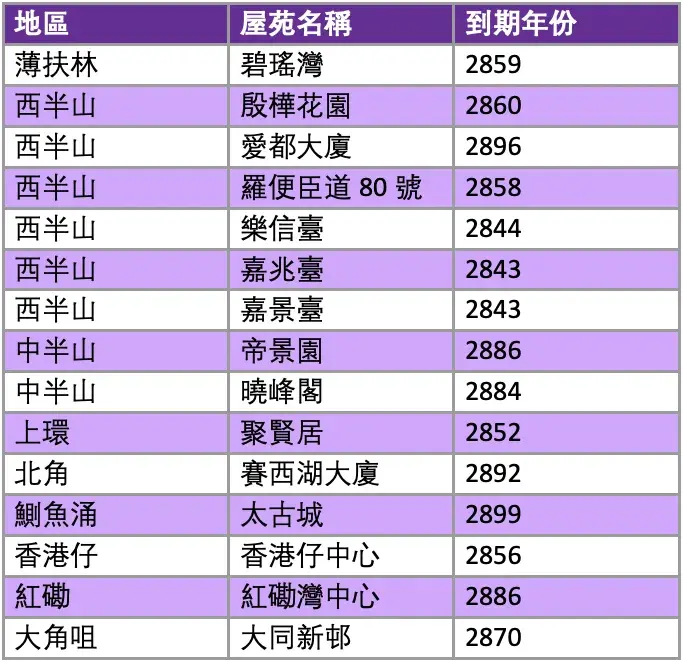 地區 屋苑名稱 到期年份
薄扶林 碧瑤灣 2859
西半山 殷樺花園 2860
西半山 愛都大廈 2896
西半山 羅便臣道 80 號 2858
西半山 樂信臺 2844
西半山 嘉兆臺 2843
西半山 嘉景臺 2843
中半山 帝景園 2886
中半山 曉峰閣 2884
上環 聚賢居 2852
北角 賽西湖大廈 2892
鰂魚涌 太古城 2899
香港仔 香港仔中心 2856
紅磡 紅磡灣中心 2886
大角咀 大同新邨 2870